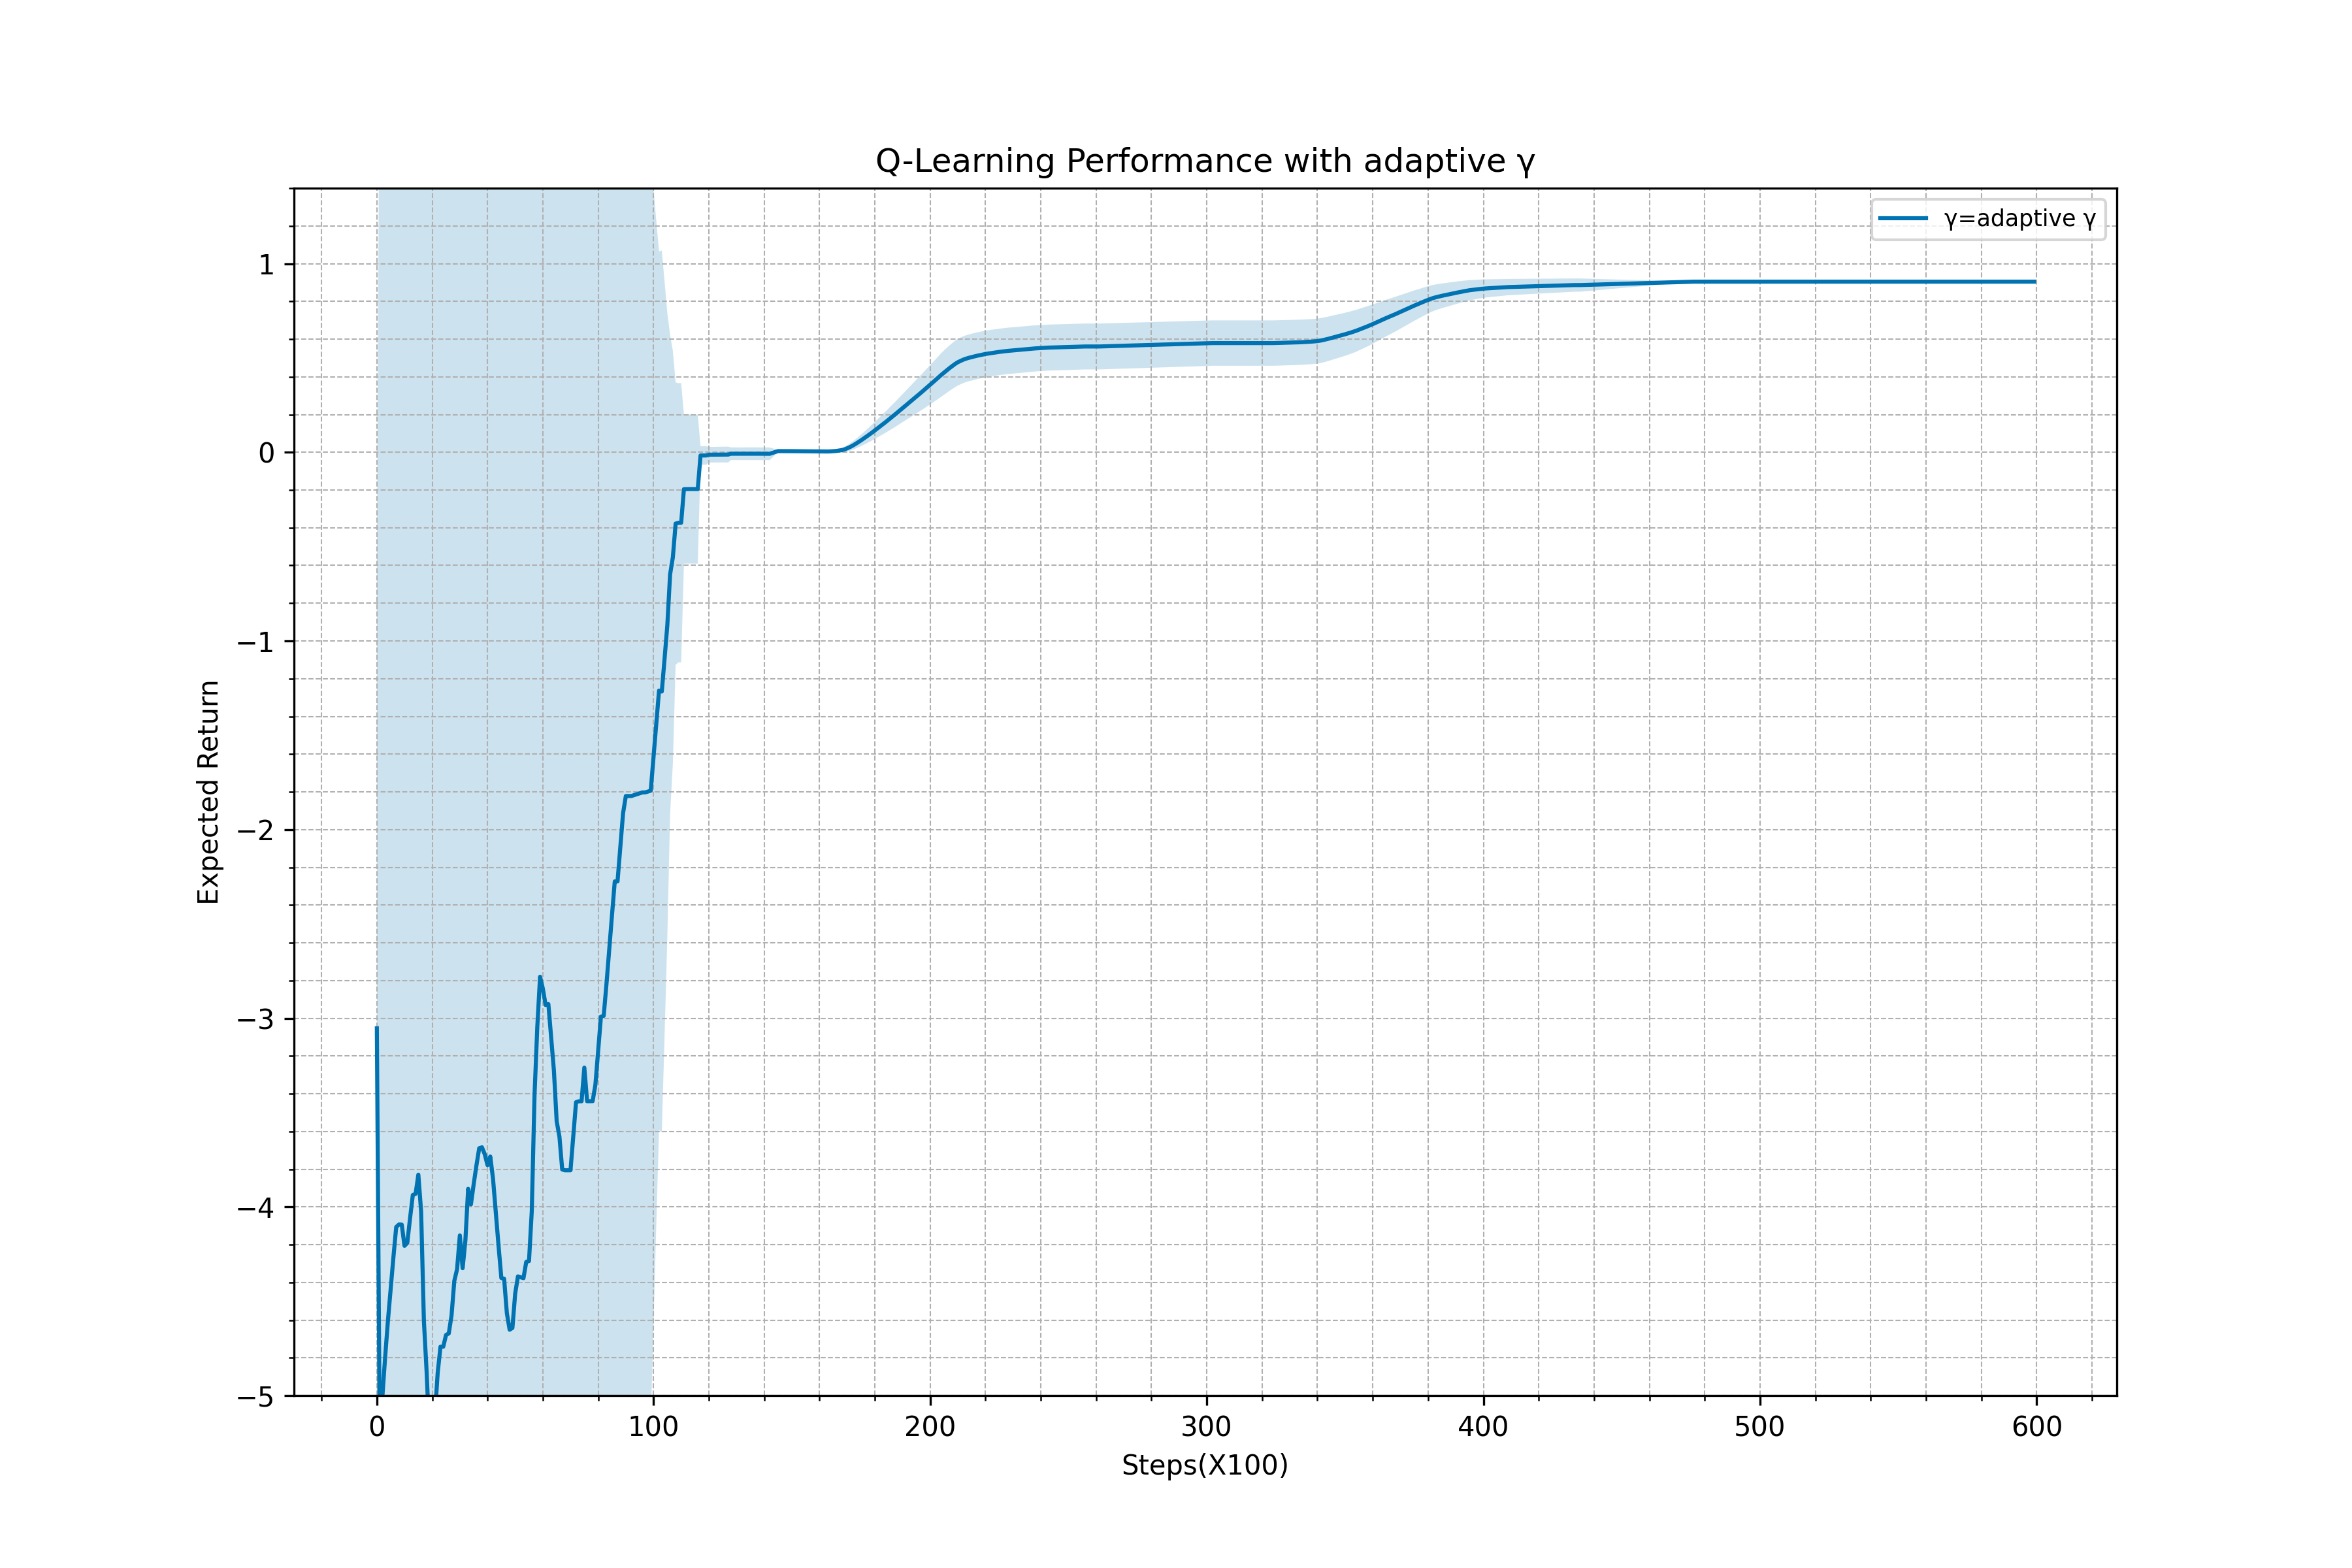 Q-Learning Performance with adaptive γ
γ=adaptive γ
1
0
−1
−2
−3
−4
−5
Expected Return
0 100 200 300 400 500 600
Steps(X100)